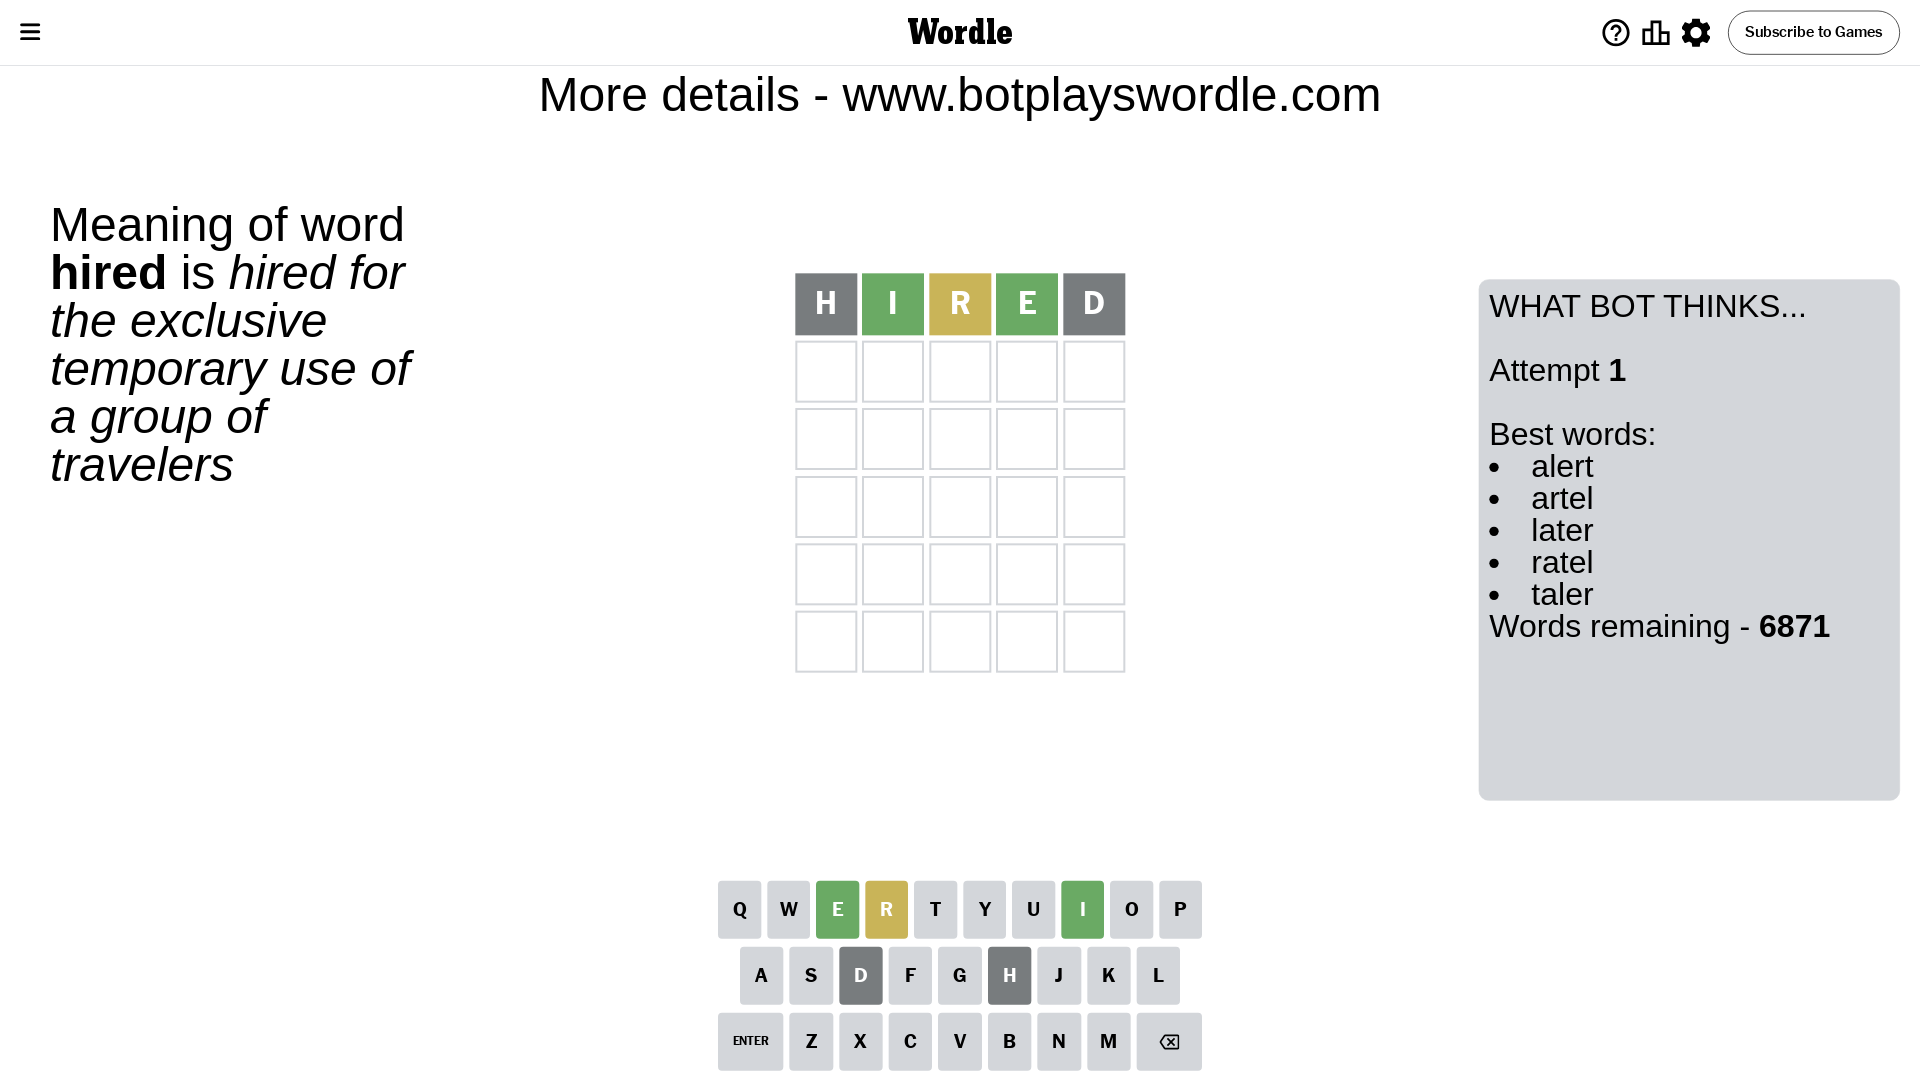 Wordle
Subscribe to Games
More details - www.botplayswordle.com
Meaning of word
hired is hired for
the exclusive
temporary use of
a group of
travelers
H I R E D
WHAT BOT THINKS...
Attempt 1
Best words:
• alert
• artel
• later
• ratel
• taler
Words remaining - 6871
Q W E R T Y U I O P
A S D F G H J K L
ENTER Z X C V B N M